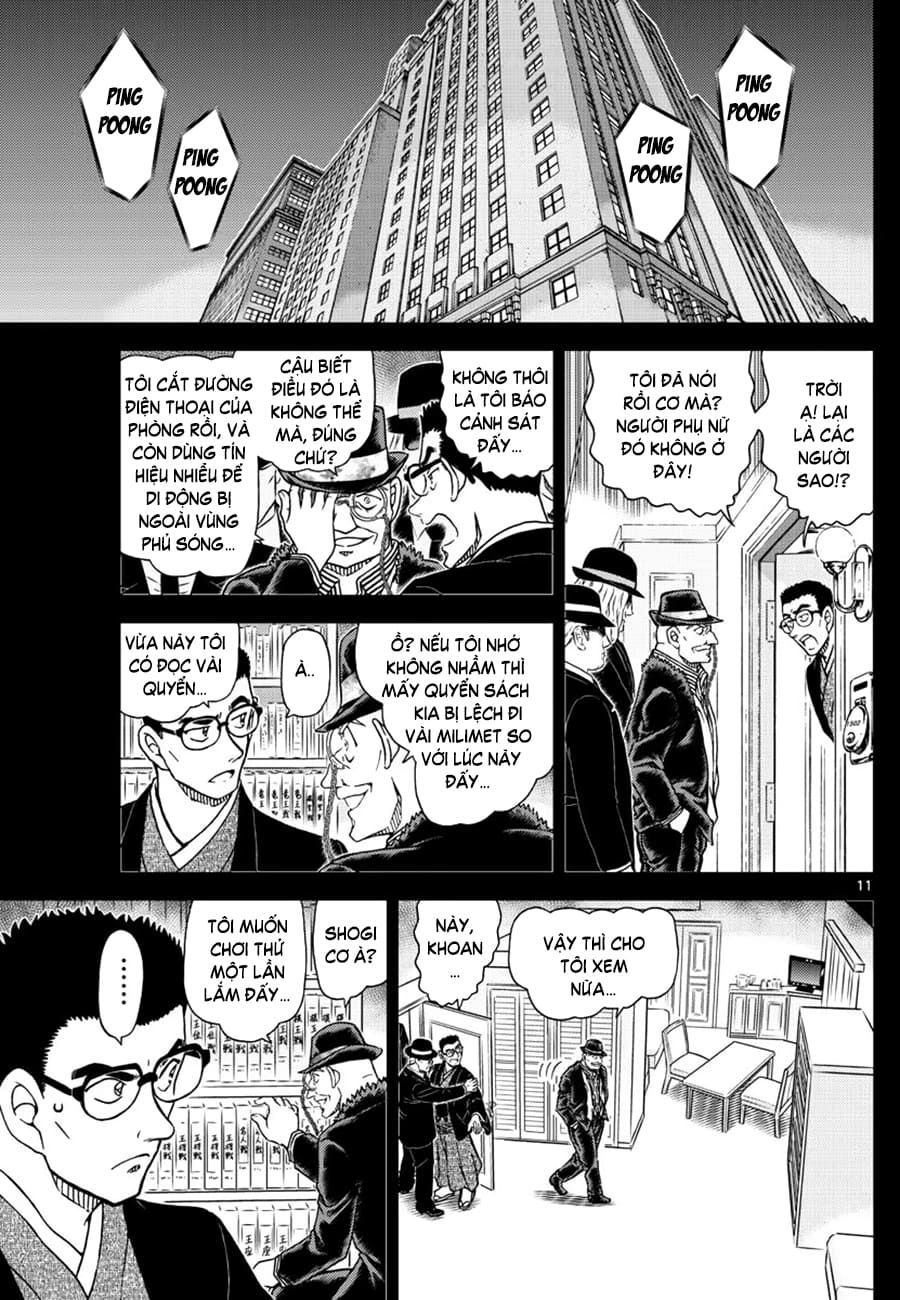 PING
POONG
PING
POONG
PING
POONG
PING
POONG
TRỜI
Ạ! LẠI
LÀ CÁC
NGƯỜI
SAO!?
TÔI ĐÃ NÓI
RỒI CƠ MÀ?
NGƯỜI PHỤ NỮ
ĐÓ KHÔNG Ở
ĐÂY!
KHÔNG THÔI
LÀ TÔI BÁO
CẢNH SÁT
ĐẤY...
CẬU BIẾT
ĐIỀU ĐÓ LÀ
KHÔNG THỂ
MÀ, ĐÚNG
CHỨ?
TÔI CẮT ĐƯỜNG
ĐIỆN THOẠI CỦA
PHÒNG RỒI, VÀ
CÒN DÙNG TÍN
HIỆU NHIỄU ĐỂ
DI ĐỘNG BỊ
NGOÀI VÙNG
PHỦ SÓNG...
Ồ? NẾU TÔI NHỚ
KHÔNG NHẦM THÌ
MẤY QUYỂN SÁCH
KIA BỊ LỆCH ĐI
VÀI MILIMET SO
VỚI LÚC NÃY
ĐẤY...
À..
VỪA NÃY TÔI
CÓ ĐỌC VÀI
QUYỂN...
11
VẬY THÌ CHO
TÔI XEM
NỮA...
NÀY,
KHOAN
...
SHOGI
CƠ À?
TÔI MUỐN
CHƠI THỬ
MỘT LẦN
LẮM ĐẤY...
......